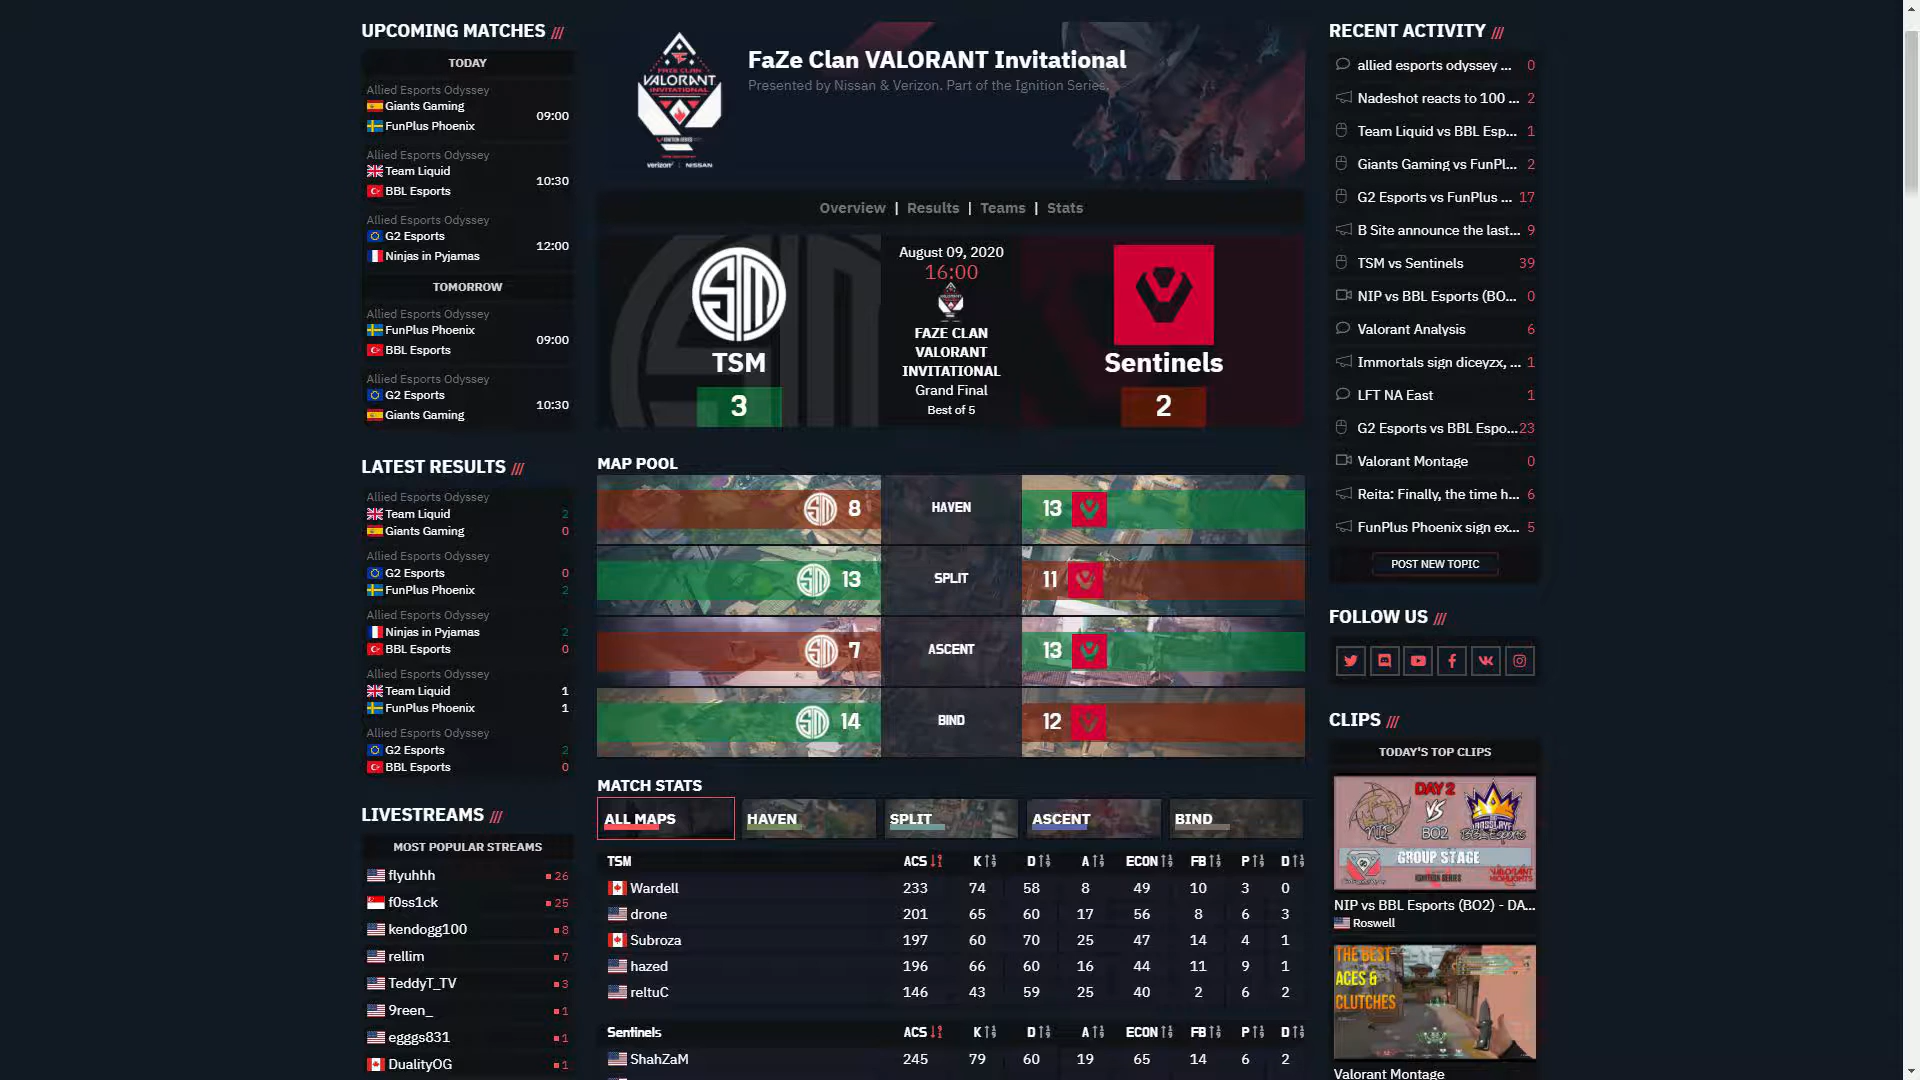 UPCOMING MATCHES ///
TODAY
Allied Esports Odyssey
Giants Gaming
FunPlus Phoenix
09:00
Allied Esports Odyssey
Team Liquid
BBL Esports
10:30
Allied Esports Odyssey
G2 Esports
Ninjas in Pyjamas
12:00
TOMORROW
Allied Esports Odyssey
FunPlus Phoenix
BBL Esports
09:00
Allied Esports Odyssey
G2 Esports
Giants Gaming
10:30
LATEST RESULTS ///
Allied Esports Odyssey
Team Liquid 2
Giants Gaming 0
Allied Esports Odyssey
G2 Esports 0
FunPlus Phoenix 2
Allied Esports Odyssey
Ninjas in Pyjamas 2
BBL Esports 0
Allied Esports Odyssey
Team Liquid 1
FunPlus Phoenix 1
Allied Esports Odyssey
G2 Esports 2
BBL Esports 0
LIVESTREAMS ///
MOST POPULAR STREAMS
flyuhhh 26
f0ss1ck 25
kendogg100 8
rellim 7
TeddyT_TV 3
9reen_ 1
egggs831 1
DualityOG 1
FAZE CLAN
VALORANT
INVITATIONAL
verizon NISSAN
FaZe Clan VALORANT Invitational
Presented by Nissan & Verizon. Part of the Ignition Series.
Overview | Results | Teams | Stats
TSM
3
August 09, 2020
16:00
FAZE CLAN
VALORANT
INVITATIONAL
Grand Final
Best of 5
Sentinels
2
MAP POOL
8 HAVEN 13
13 SPLIT 11
7 ASCENT 13
14 BIND 12
MATCH STATS
ALL MAPS HAVEN SPLIT ASCENT BIND
TSM ACS K D A ECON FB P D
Wardell 233 74 58 8 49 10 3 0
drone 201 65 60 17 56 8 6 3
Subroza 197 60 70 25 47 14 4 1
hazed 196 66 60 16 44 11 9 1
reltuC 146 43 59 25 40 2 6 2
Sentinels ACS K D A ECON FB P D
ShahZaM 245 79 60 19 65 14 6 2
RECENT ACTIVITY ///
allied esports odyssey ... 0
Nadeshot reacts to 100 ... 2
Team Liquid vs BBL Esp... 1
Giants Gaming vs FunPl... 2
G2 Esports vs FunPlus ... 17
B Site announce the last... 9
TSM vs Sentinels 39
NIP vs BBL Esports (BO... 0
Valorant Analysis 6
Immortals sign diceyzx, ... 1
LFT NA East 1
G2 Esports vs BBL Espo... 23
Valorant Montage 0
Reita: Finally, the time h... 6
FunPlus Phoenix sign ex... 5
POST NEW TOPIC
FOLLOW US ///
CLIPS ///
TODAY'S TOP CLIPS
DAY 2
VS
NIP BO2 BBL Esports
GROUP STAGE
NIP vs BBL Esports (BO2) - DA...
Roswell
THE BEST
ACES &
CLUTCHES
Valorant Montage